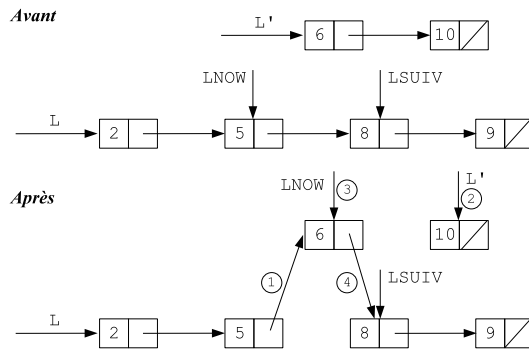 Avant
L' 6 10
LNOW LSUIV
L 2 5 8 9
Après
LNOW 3 L' 2
6 10
1 4 LSUIV
L 2 5 8 9